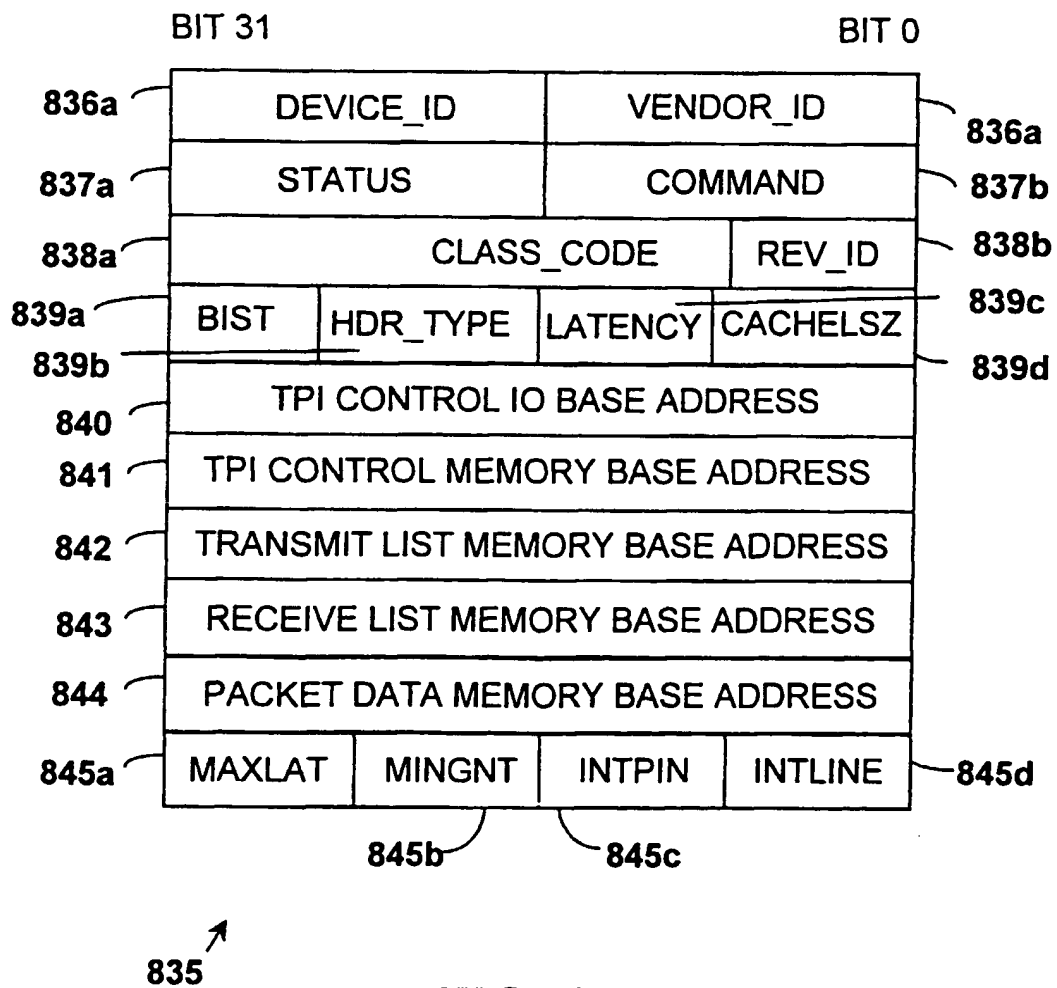 BIT 31 BIT 0
836a DEVICE_ID VENDOR_ID 836a
837a STATUS COMMAND 837b
838a CLASS_CODE REV_ID 838b
839a BIST HDR_TYPE LATENCY CACHELSZ 839c
839b 839d
840 TPI CONTROL IO BASE ADDRESS
841 TPI CONTROL MEMORY BASE ADDRESS
842 TRANSMIT LIST MEMORY BASE ADDRESS
843 RECEIVE LIST MEMORY BASE ADDRESS
844 PACKET DATA MEMORY BASE ADDRESS
845a MAXLAT MINGNT INTPIN INTLINE 845d
845b 845c
835